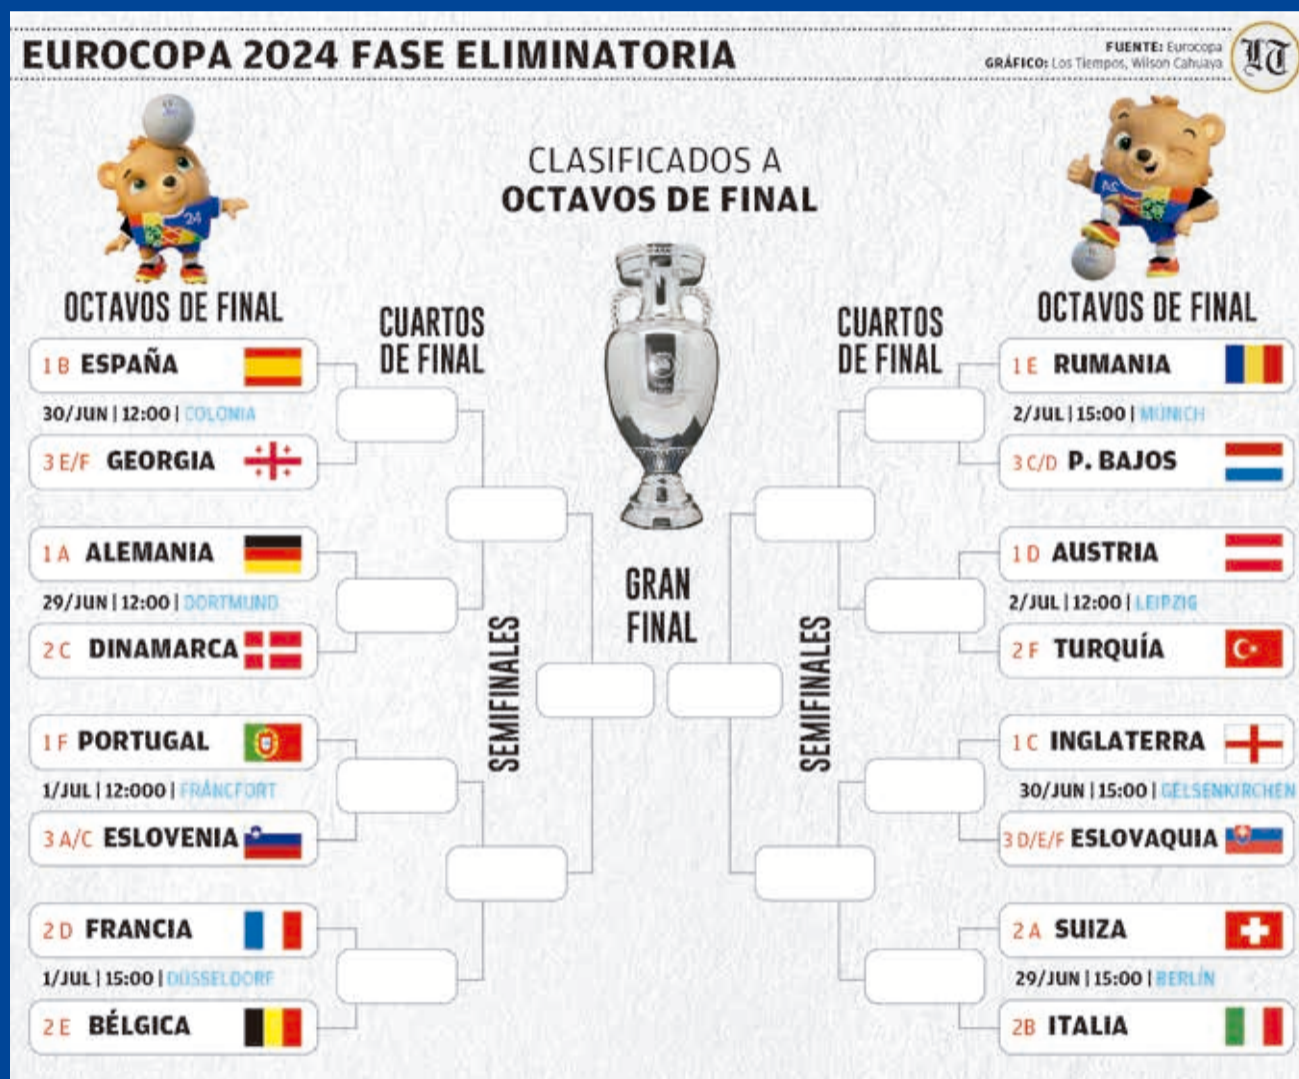 EUROCOPA 2024 FASE ELIMINATORIA
FUENTE: Eurocopa
GRÁFICO: Los Tiempos, Wilson Cahuaya
LT
CLASIFICADOS A
OCTAVOS DE FINAL
OCTAVOS DE FINAL
CUARTOS
DE FINAL
1 B ESPAÑA
30/JUN | 12:00 | COLONIA
3 E/F GEORGIA
1 A ALEMANIA
29/JUN | 12:00 | DORTMUND
2 C DINAMARCA
1 F PORTUGAL
1/JUL | 12:000 | FRÁNCFORT
3 A/C ESLOVENIA
2 D FRANCIA
1/JUL | 15:00 | DÜSSELDORF
2 E BÉLGICA
SEMIFINALES
GRAN
FINAL
SEMIFINALES
CUARTOS
DE FINAL
OCTAVOS DE FINAL
1 E RUMANIA
2/JUL | 15:00 | MÚNICH
3 C/D P. BAJOS
1 D AUSTRIA
2/JUL | 12:00 | LEIPZIG
2 F TURQUÍA
1 C INGLATERRA
30/JUN | 15:00 | GELSENKIRCHEN
3 D/E/F ESLOVAQUIA
2 A SUIZA
29/JUN | 15:00 | BERLÍN
2B ITALIA
24